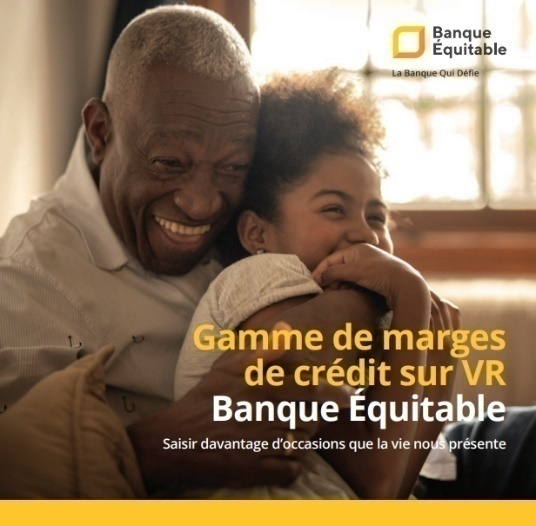 Banque
Équitable
La Banque Qui Défie
Gamme de marges
de crédit sur VR
Banque Équitable
Saisir davantage d’occasions que la vie nous présente